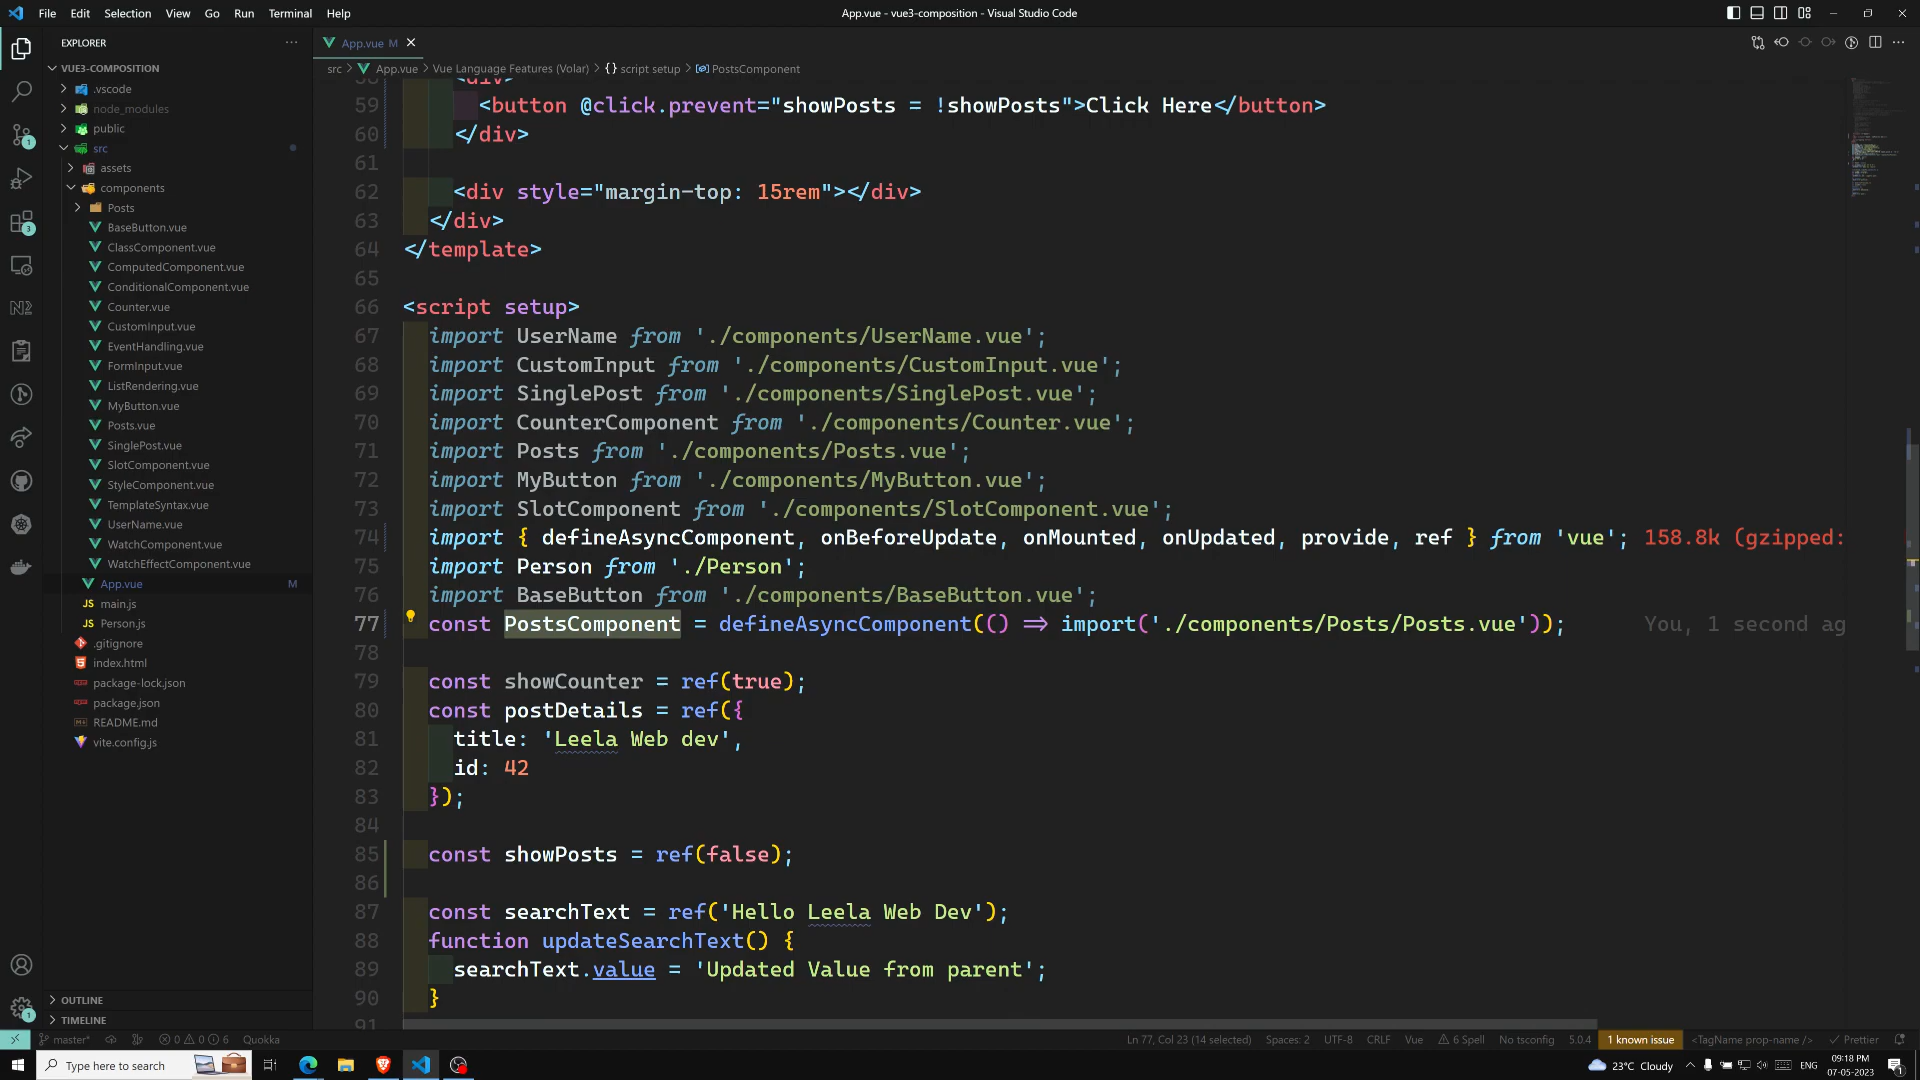 File Edit Selection View Go Run Terminal Help
App.vue - vue3-composition - Visual Studio Code
EXPLORER
App.vue M
VUE3-COMPOSITION
src > App.vue > Vue Language Features (Volar) > {} script setup > PostsComponent
.vscode
node_modules
public
src
assets
components
Posts
BaseButton.vue
ClassComponent.vue
ComputedComponent.vue
ConditionalComponent.vue
Counter.vue
CustomInput.vue
EventHandling.vue
FormInput.vue
ListRendering.vue
MyButton.vue
Posts.vue
SinglePost.vue
SlotComponent.vue
StyleComponent.vue
TemplateSyntax.vue
UserName.vue
WatchComponent.vue
WatchEffectComponent.vue
App.vue M
JS main.js
JS Person.js
.gitignore
index.html
package-lock.json
package.json
README.md
vite.config.js
OUTLINE
TIMELINE
58 <div>
59 <button @click.prevent="showPosts = !showPosts">Click Here</button>
60 </div>
61
62 <div style="margin-top: 15rem"></div>
63 </div>
64 </template>
65
66 <script setup>
67 import UserName from './components/UserName.vue';
68 import CustomInput from './components/CustomInput.vue';
69 import SinglePost from './components/SinglePost.vue';
70 import CounterComponent from './components/Counter.vue';
71 import Posts from './components/Posts.vue';
72 import MyButton from './components/MyButton.vue';
73 import SlotComponent from './components/SlotComponent.vue';
74 import { defineAsyncComponent, onBeforeUpdate, onMounted, onUpdated, provide, ref } from 'vue'; 158.8k (gzipped:
75 import Person from './Person';
76 import BaseButton from './components/BaseButton.vue';
77 const PostsComponent = defineAsyncComponent(() => import('./components/Posts/Posts.vue')); You, 1 second ag
78
79 const showCounter = ref(true);
80 const postDetails = ref({
81 title: 'Leela Web dev',
82 id: 42
83 });
84
85 const showPosts = ref(false);
86
87 const searchText = ref('Hello Leela Web Dev');
88 function updateSearchText() {
89 searchText.value = 'Updated Value from parent';
90 }
91
master* 0 0 6 Quokka Ln 77, Col 23 (14 selected) Spaces: 2 UTF-8 CRLF Vue 6 Spell No tsconfig 5.0.4 1 known issue <TagName prop-name /> Prettier
Type here to search 23°C Cloudy ENG 09:18 PM
07-05-2023